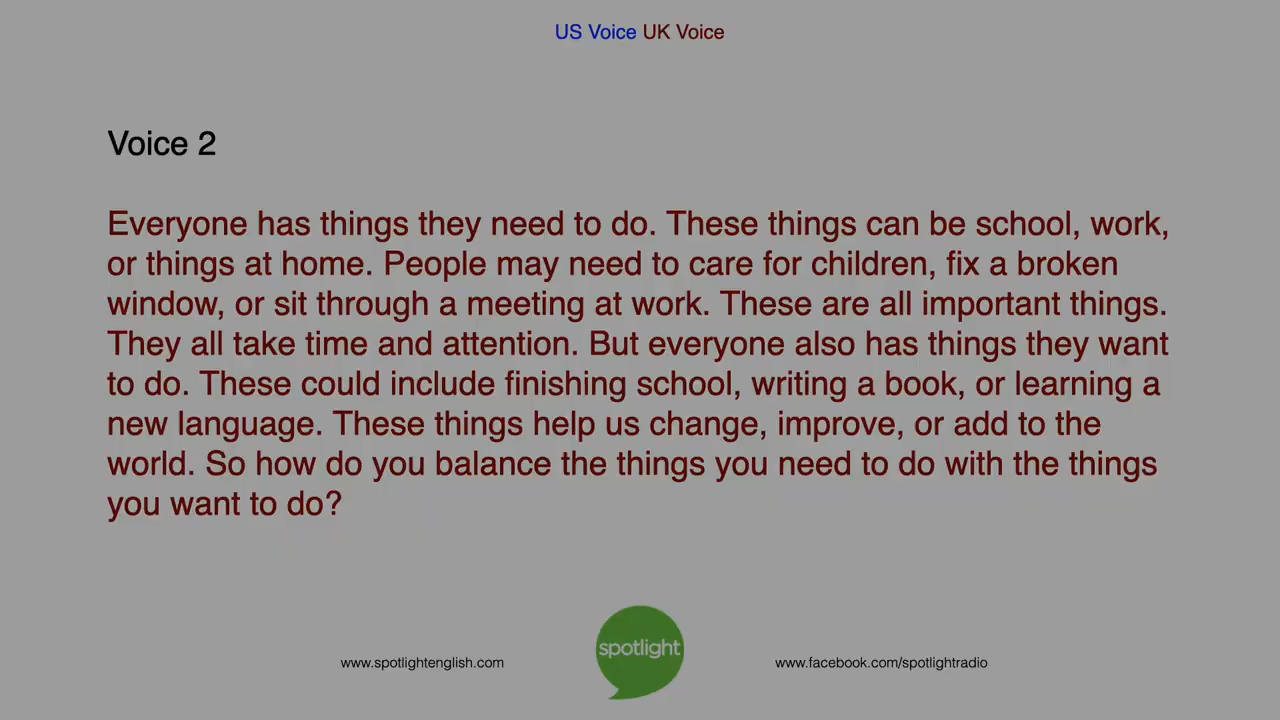 US Voice UK Voice
Voice 2
Everyone has things they need to do. These things can be school, work,
or things at home. People may need to care for children, fix a broken
window, or sit through a meeting at work. These are all important things.
They all take time and attention. But everyone also has things they want
to do. These could include finishing school, writing a book, or learning a
new language. These things help us change, improve, or add to the
world. So how do you balance the things you need to do with the things
you want to do?
spotlight
www.spotlightenglish.com
www.facebook.com/spotlightradio